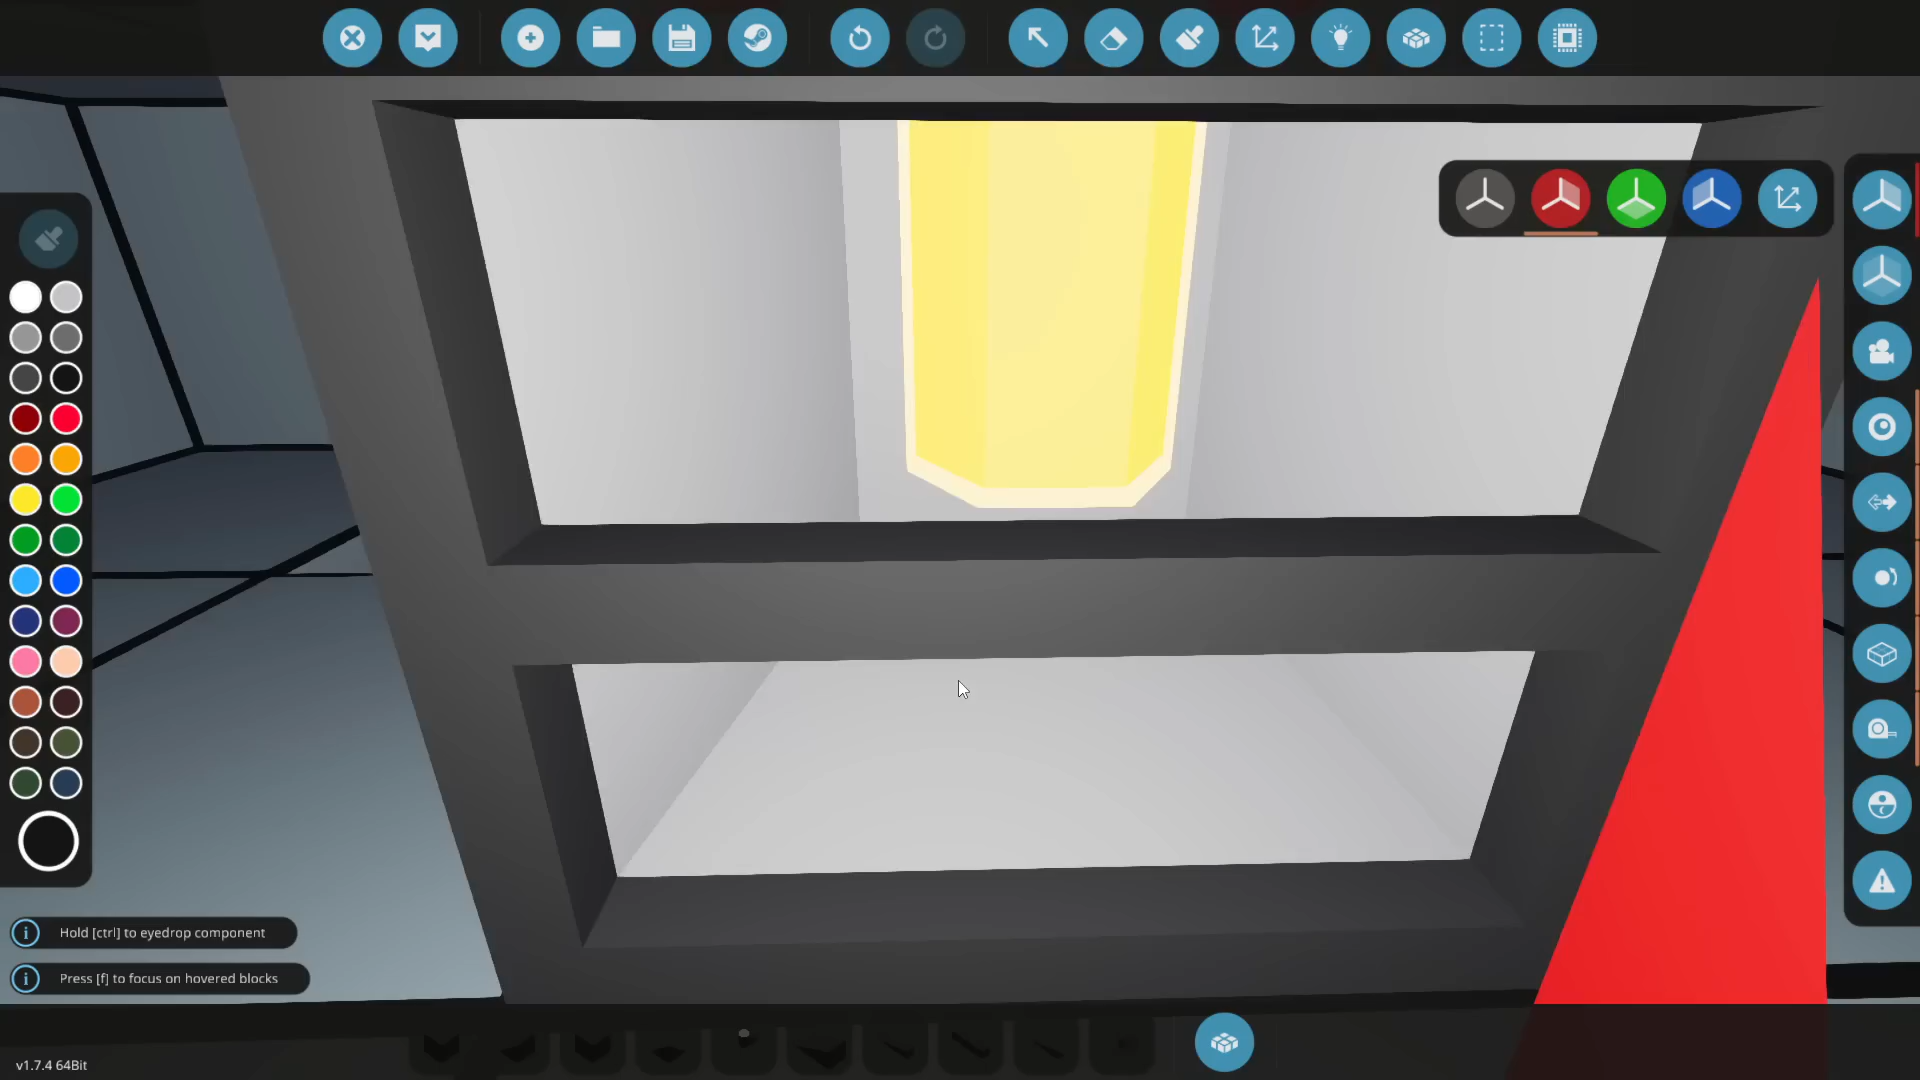 Hold [ctrl] to eyedrop component
Press [f] to focus on hovered blocks
v1.7.4 64Bit